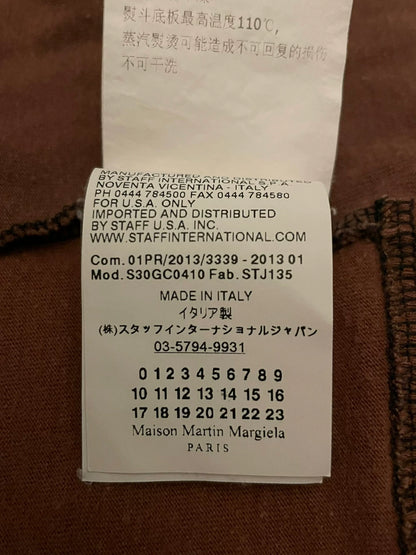 熨斗底板最高温度110℃,
蒸汽熨烫可能造成不可回复的损伤
不可干洗
MANUFACTURED AND DISTRIBUTED
BY STAFF INTERNATIONAL S.P.A
NOVENTA VICENTINA - ITALY
PH 0444 784500 FAX 0444 784580
FOR U.S.A. ONLY
IMPORTED AND DISTRIBUTED
BY STAFF U.S.A. INC.
WWW.STAFFINTERNATIONAL.COM
Com. 01PR/2013/3339 - 2013 01
Mod. S30GC0410 Fab. STJ135
MADE IN ITALY
イタリア製
(株)スタッフインターナショナルジャパン
03-5794-9931
0 1 2 3 4 5 6 7 8 9
10 11 12 13 14 15 16
17 18 19 20 21 22 23
Maison Martin Margiela
PARIS